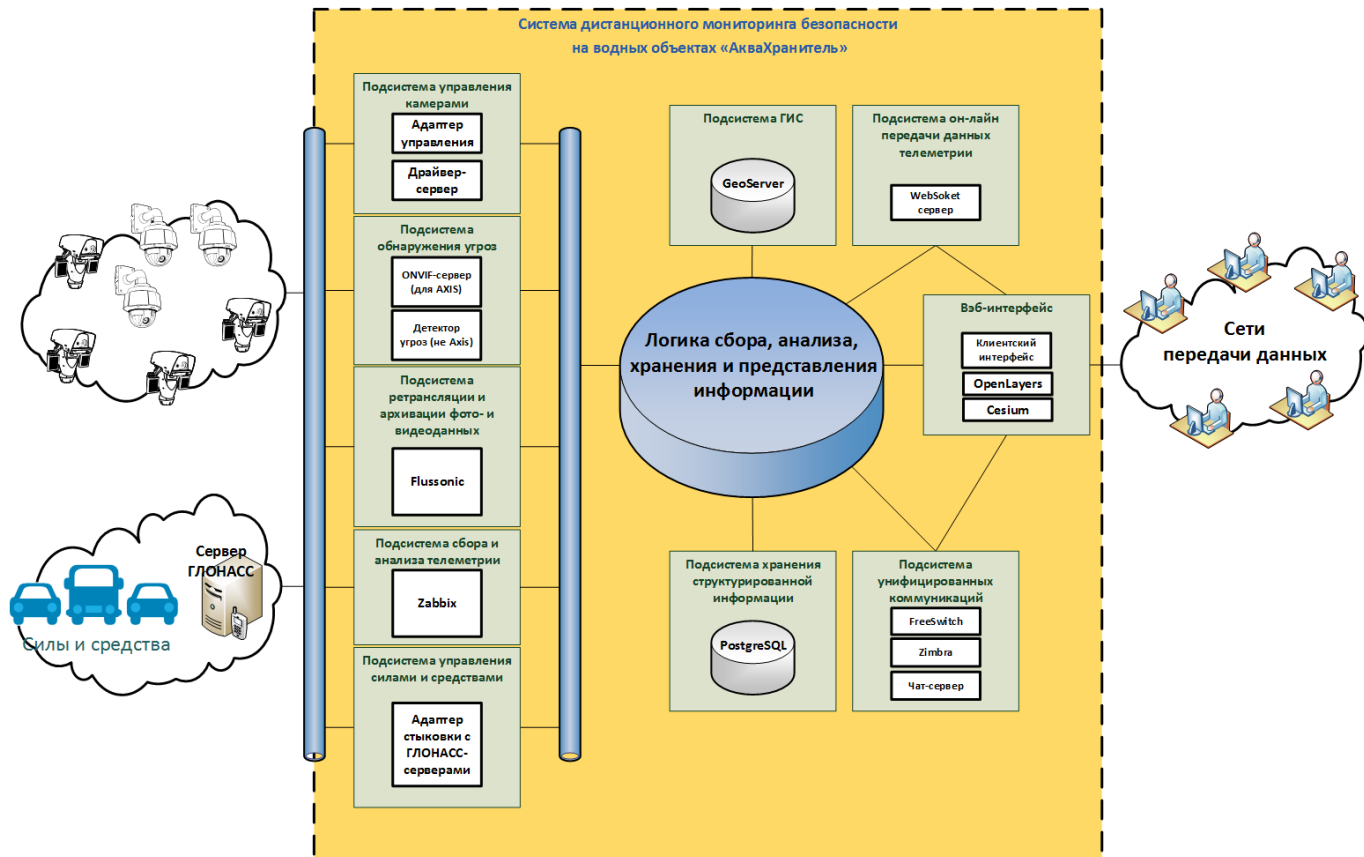 Система дистанционного мониторинга безопасности
на водных объектах «АкваХранитель»
Подсистема управления
камерами
Адаптер
управления
Драйвер-
сервер
Подсистема
обнаружения угроз
ONVIF-сервер
(для AXIS)
Детектор
угроз (не Axis)
Подсистема
ретрансляции и
архивации фото- и
видеоданных
Flussonic
Подсистема сбора и
анализа телеметрии
Zabbix
Подсистема управления
силами и средствами
Адаптер
стыковки с
ГЛОНАСС-
серверами
Сервер
ГЛОНАСС
Силы и средства
Подсистема ГИС
GeoServer
Подсистема он-лайн
передачи данных
телеметрии
WebSoket
сервер
Логика сбора, анализа,
хранения и представления
информации
Вэб-интерфейс
Клиентский
интерфейс
OpenLayers
Cesium
Подсистема хранения
структурированной
информации
PostgreSQL
Подсистема
унифицированных
коммуникаций
FreeSwitch
Zimbra
Чат-сервер
Сети
передачи данных